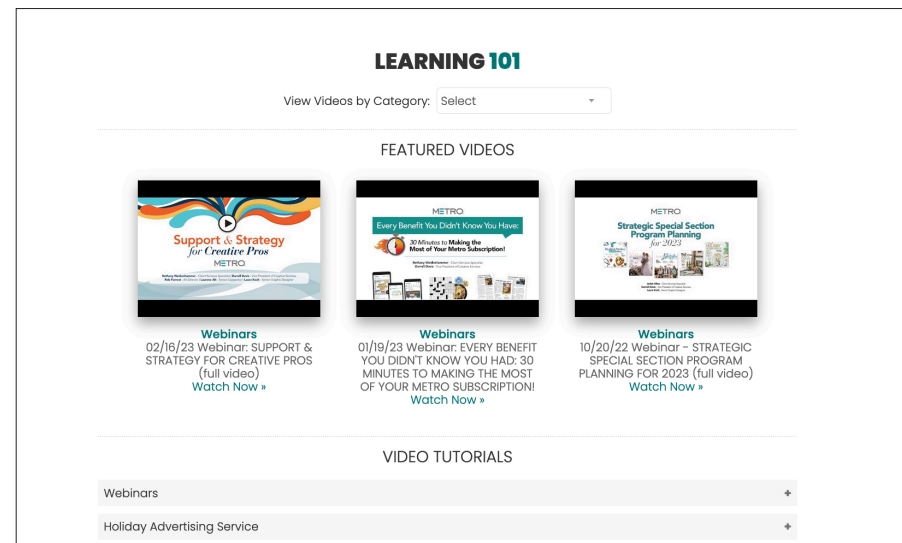 LEARNING 101
View Videos by Category: Select
FEATURED VIDEOS
Support & Strategy
for Creative Pros
METRO
METRO
Every Benefit You Didn't Know You Have:
30 Minutes to Making the
Most of Your Metro Subscription!
METRO
Strategic Special Section
Program Planning
for 2023
Webinars
02/16/23 Webinar: SUPPORT &
STRATEGY FOR CREATIVE PROS
(full video)
Watch Now »
Webinars
01/19/23 Webinar: EVERY BENEFIT
YOU DIDN'T KNOW YOU HAD: 30
MINUTES TO MAKING THE MOST
OF YOUR METRO SUBSCRIPTION!
Watch Now »
Webinars
10/20/22 Webinar - STRATEGIC
SPECIAL SECTION PROGRAM
PLANNING FOR 2023 (full video)
Watch Now »
VIDEO TUTORIALS
Webinars +
Holiday Advertising Service +